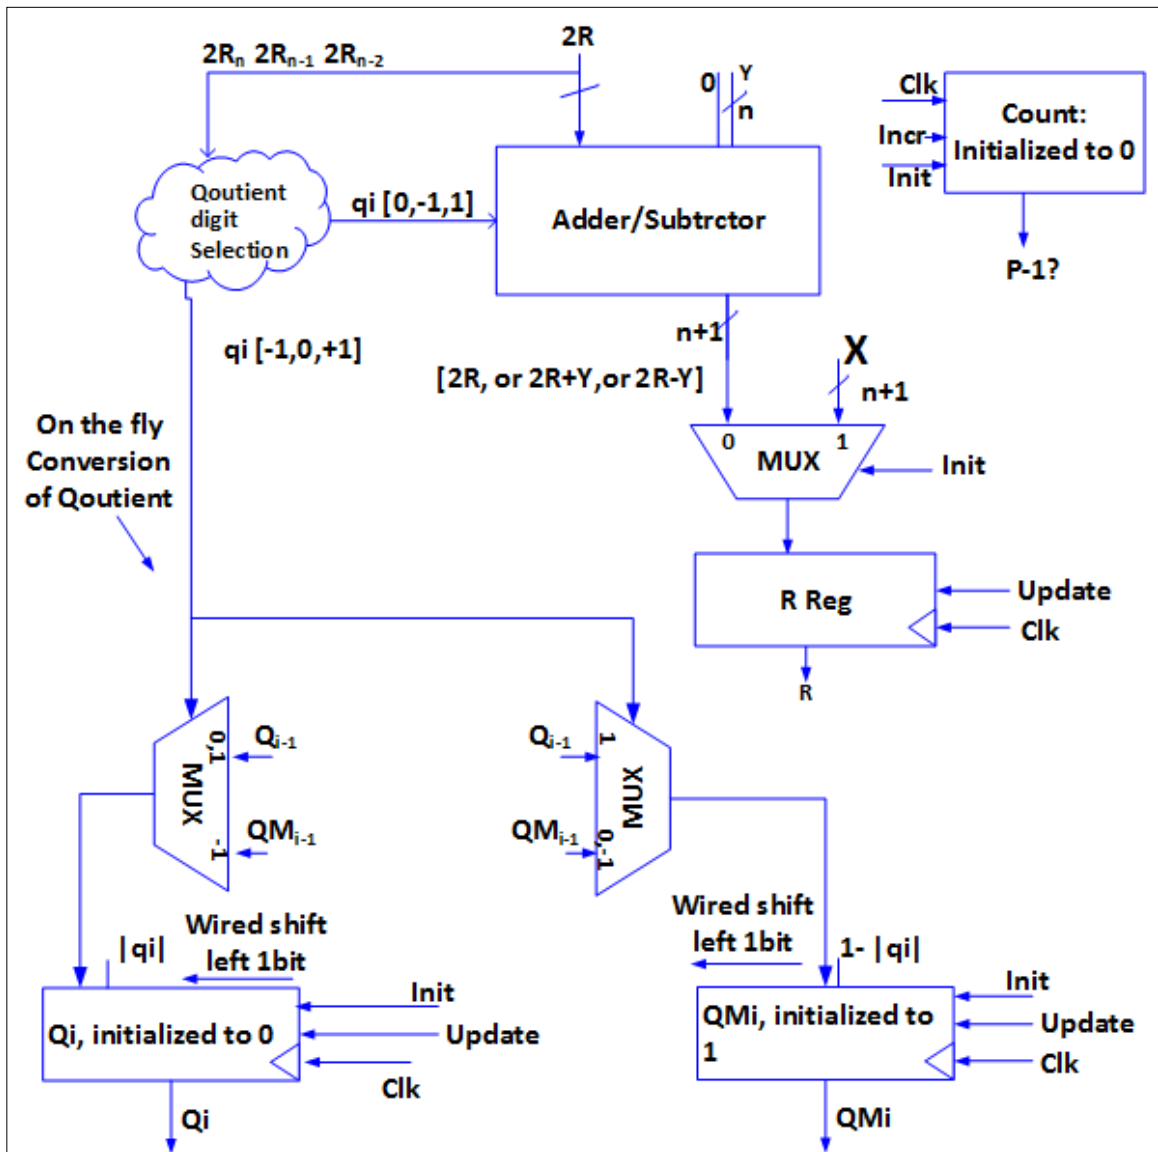 2R
2Rn 2Rn-1 2Rn-2
0
Y
n
Clk
Incr
Init
Count:
Initialized to 0
P-1?
Qoutient
digit
Selection
qi [0,-1,1]
Adder/Subtrctor
qi [-1,0,+1]
n+1
[2R, or 2R+Y,or 2R-Y]
X
n+1
0
1
MUX
Init
On the fly
Conversion
of Qoutient
R Reg
Update
Clk
R
0,1
MUX
-1
Qi-1
QMi-1
Qi-1
QMi-1
1
MUX
0,-1
|qi|
Wired shift
left 1bit
Init
Qi, initialized to 0
Update
Clk
Qi
Wired shift
left 1bit
1- |qi|
Init
QMi, initialized to
1
Update
Clk
QMi